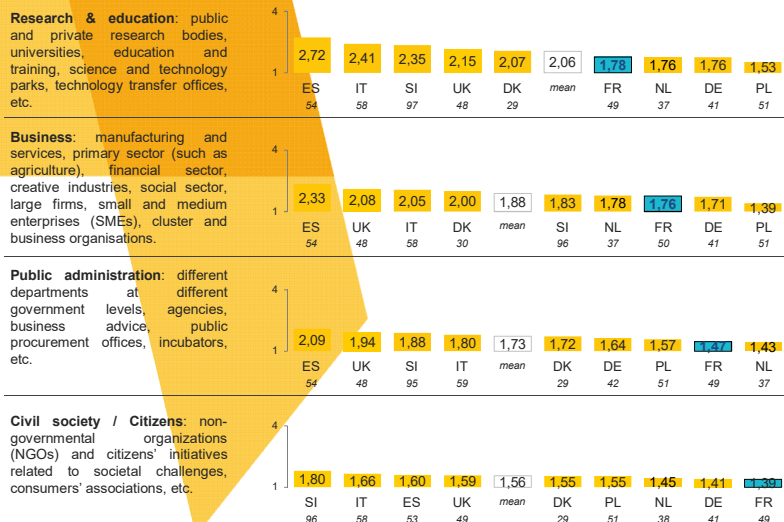 Research & education: public
and private research bodies,
universities, education and
training, science and technology
parks, technology transfer offices,
etc.
4
1
2,72 2,41 2,35 2,15 2,07 2,06 1,78 1,76 1,76 1,53
ES IT SI UK DK mean FR NL DE PL
54 58 97 48 29 49 37 41 51
Business: manufacturing and
services, primary sector (such as
agriculture), financial sector,
creative industries, social sector,
large firms, small and medium
enterprises (SMEs), cluster and
business organisations.
4
1
2,33 2,08 2,05 2,00 1,88 1,83 1,78 1,76 1,71 1,39
ES UK IT DK mean SI NL FR DE PL
54 48 58 30 96 37 50 41 51
Public administration: different
departments at different
government levels, agencies,
business advice, public
procurement offices, incubators,
etc.
4
1
2,09 1,94 1,88 1,80 1,73 1,72 1,64 1,57 1,47 1,43
ES UK SI IT mean DK DE PL FR NL
54 48 95 59 29 42 51 49 37
Civil society / Citizens: non-
governmental organizations
(NGOs) and citizens' initiatives
related to societal challenges,
consumers' associations, etc.
4
1
1,80 1,66 1,60 1,59 1,56 1,55 1,55 1,45 1,41 1,39
SI IT ES UK mean DK PL NL DE FR
96 58 53 49 29 51 38 41 49